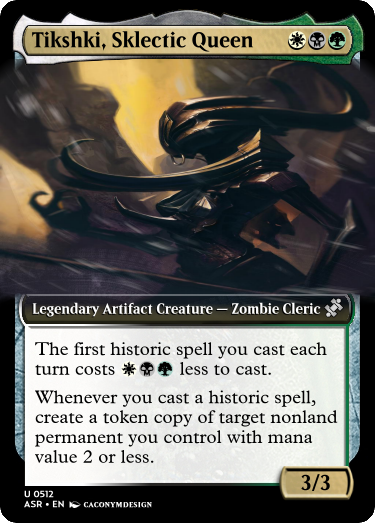 Tikshki, Sklectic Queen
Legendary Artifact Creature — Zombie Cleric
The first historic spell you cast each
turn costs less to cast.
Whenever you cast a historic spell,
create a token copy of target nonland
permanent you control with mana
value 2 or less.
3/3
U 0512
ASR • EN CACONYMDESIGN